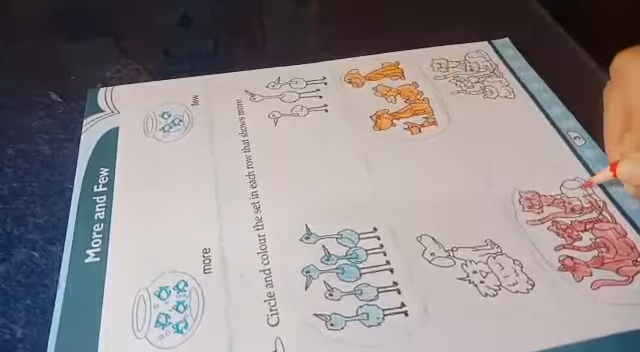 More and Few
few
more
Circle and colour the set in each row that shows more